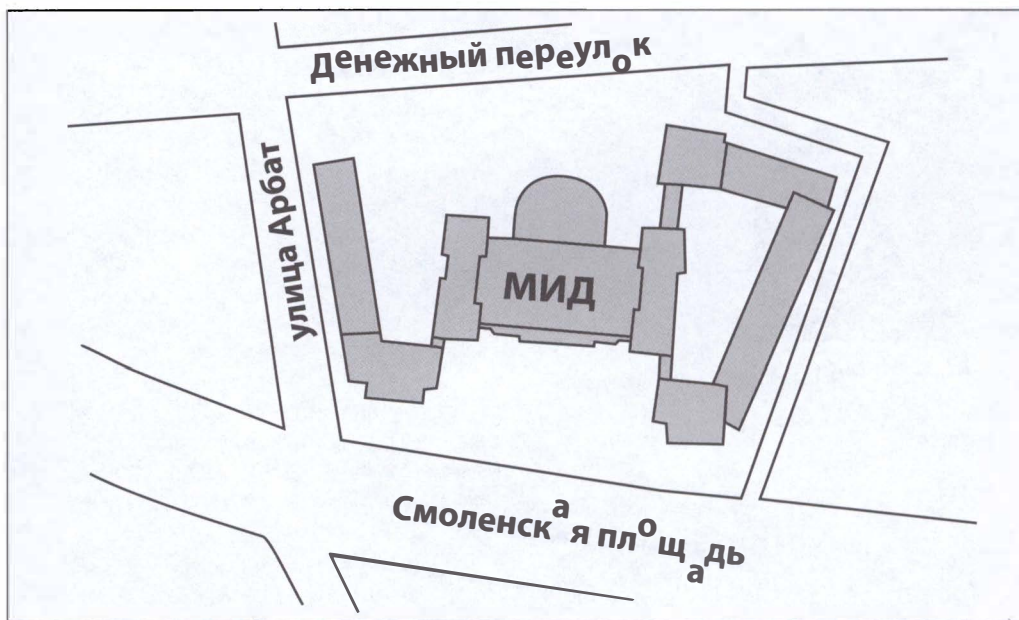 Денежный переулок
улица Арбат
МИД
Смоленская площадь